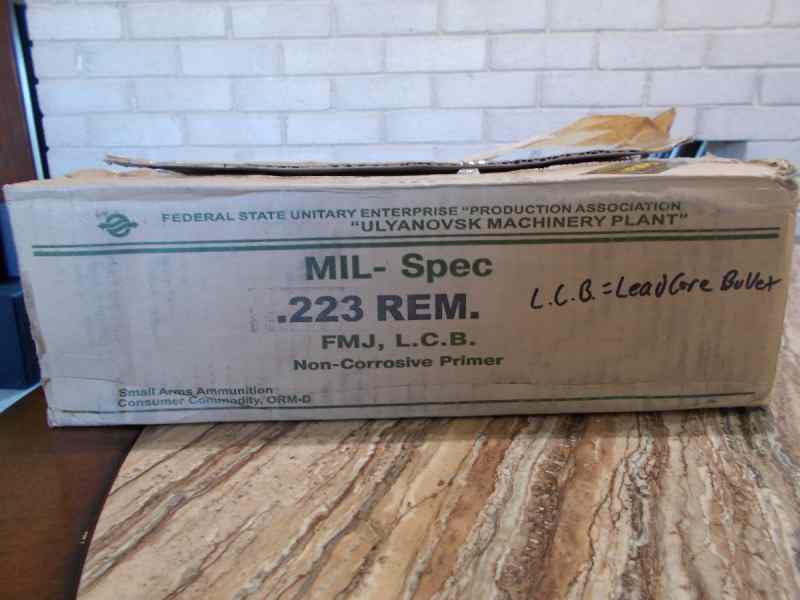 FEDERAL STATE UNITARY ENTERPRISE "PRODUCTION ASSOCIATION
"ULYANOVSK MACHINERY PLANT"
MIL- Spec
.223 REM.
L.C.B.=Lead Core Bullet
FMJ, L.C.B.
Non-Corrosive Primer
Small Arms Ammunition
Consumer Commodity, ORM-D